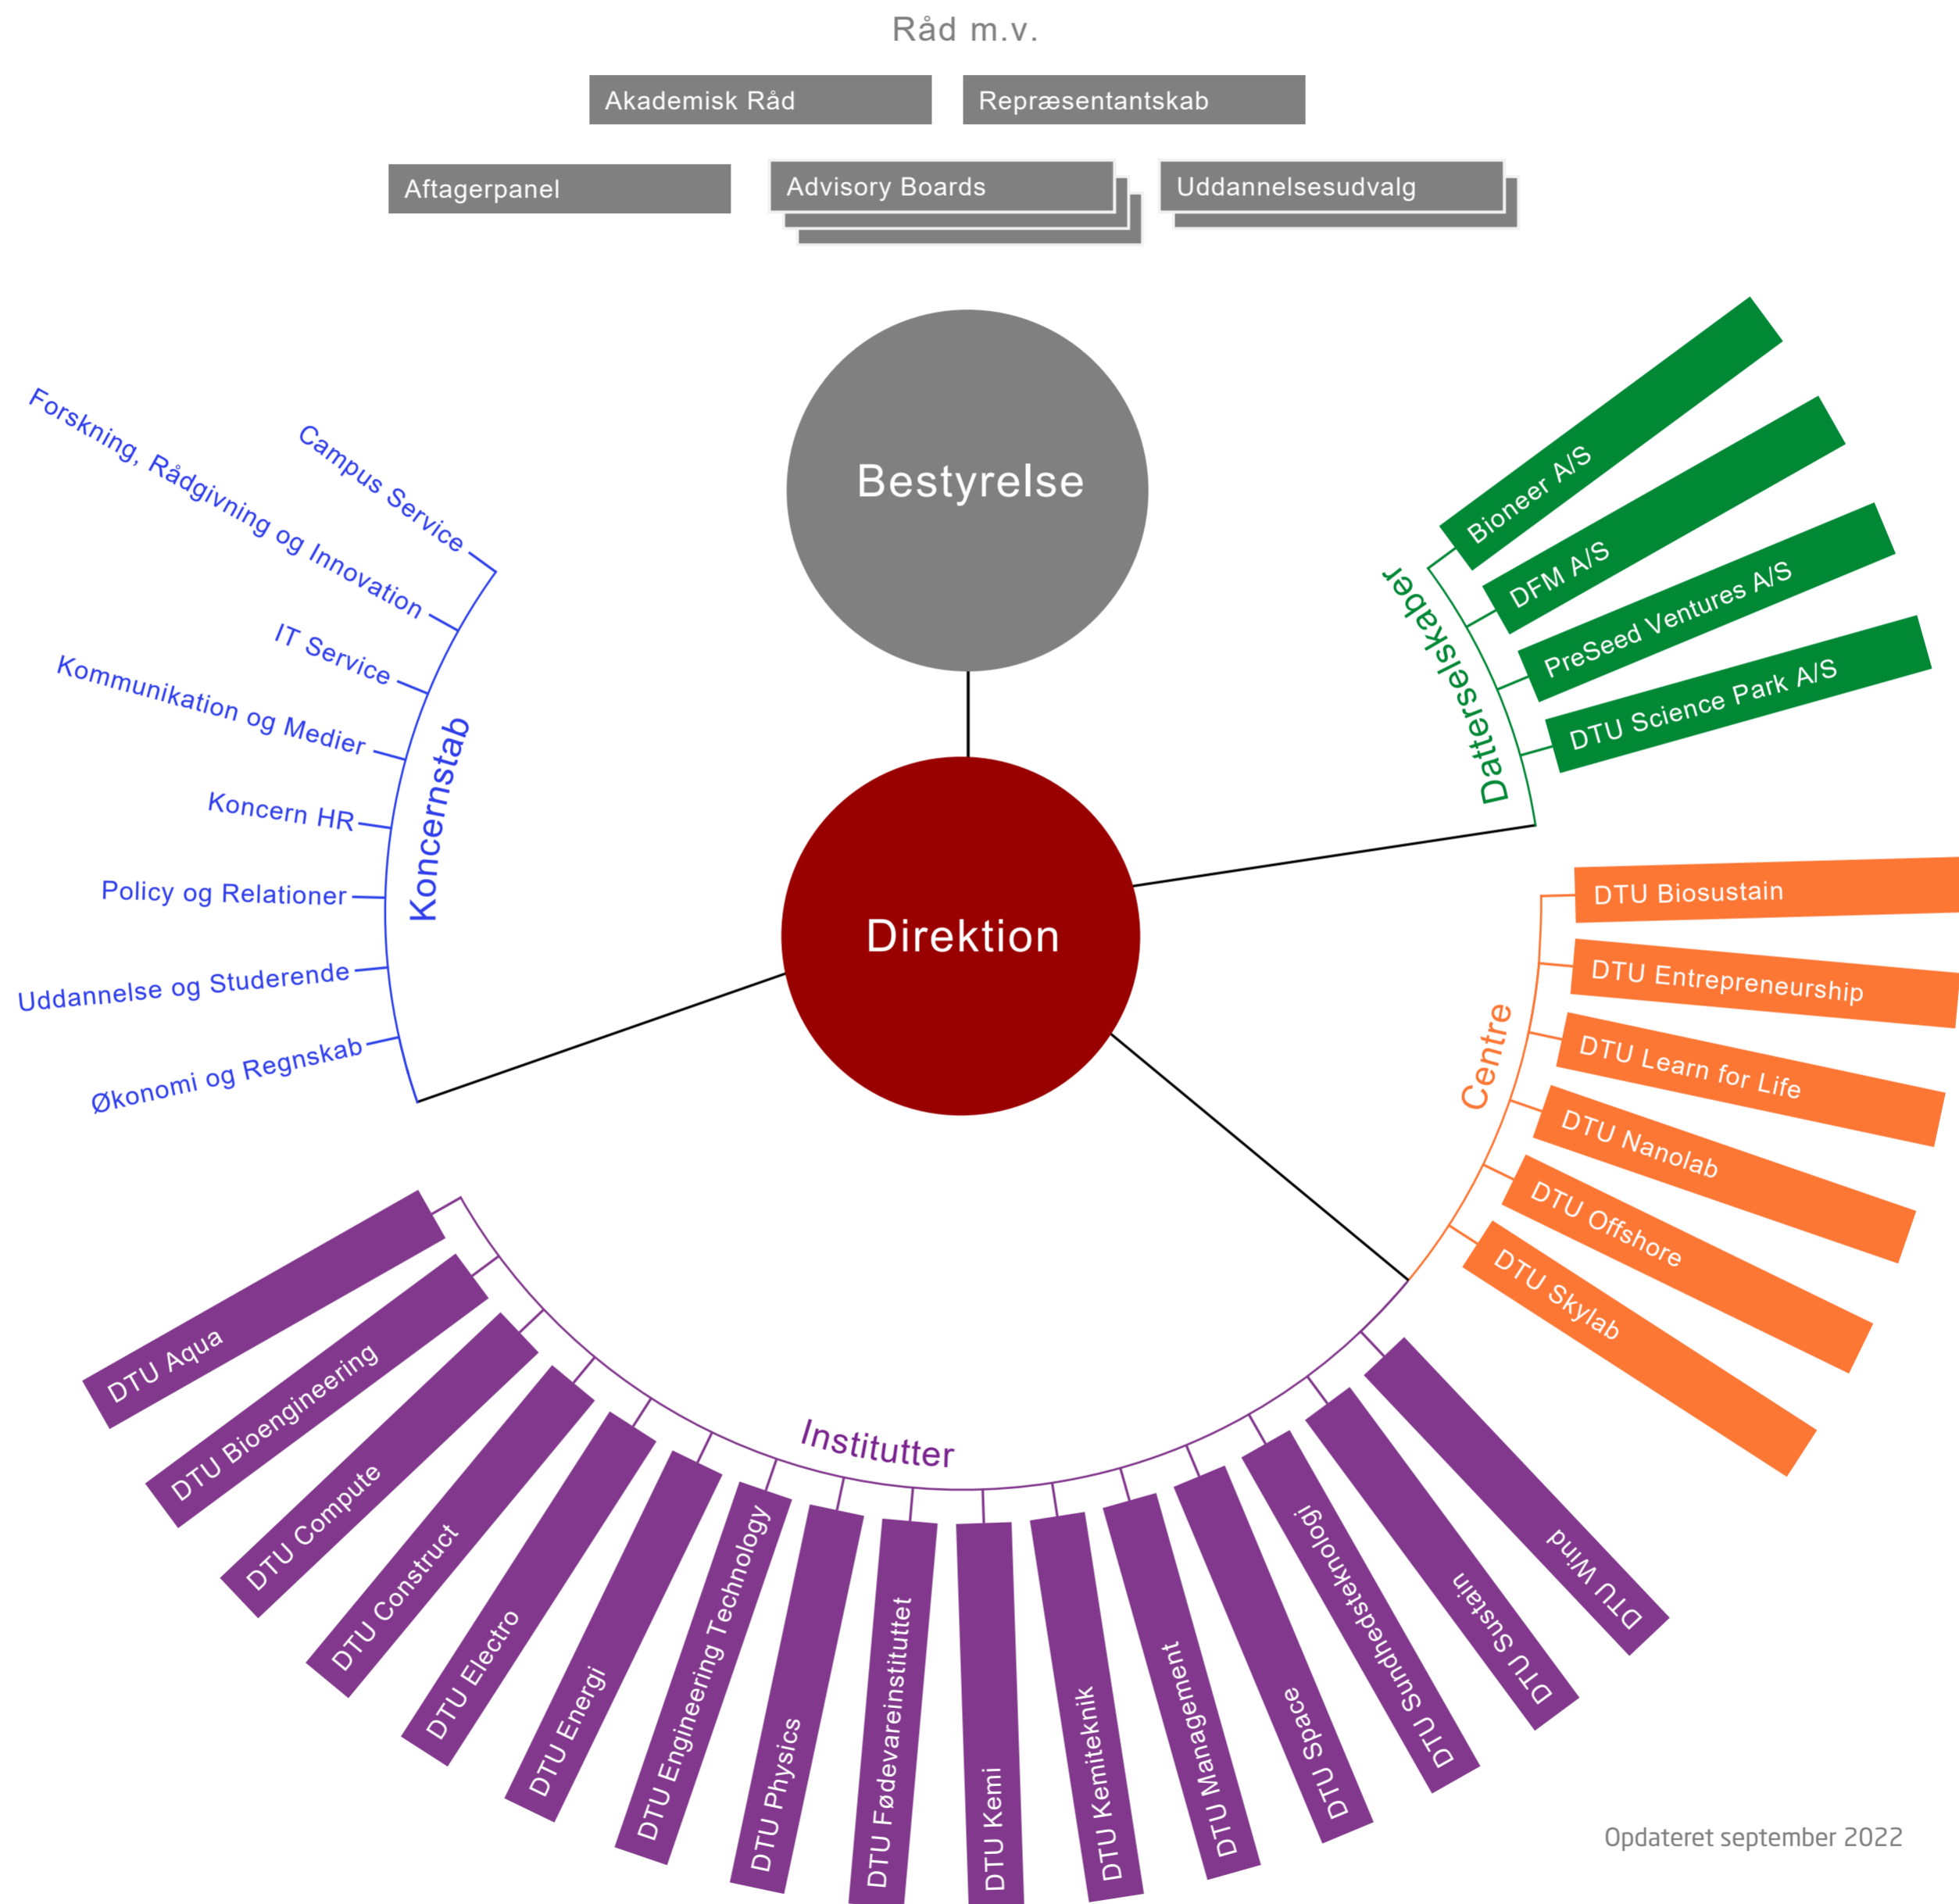 Råd m.v.
Akademisk Råd
Repræsentantskab
Aftagerpanel
Advisory Boards
Uddannelsesudvalg
Bestyrelse
Direktion
Koncernstab
Campus Service
Forskning, Rådgivning og Innovation
IT Service
Kommunikation og Medier
Koncern HR
Policy og Relationer
Uddannelse og Studerende
Økonomi og Regnskab
Datterselskaber
Bioneer A/S
DFM A/S
PreSeed Ventures A/S
DTU Science Park A/S
Centre
DTU Biosustain
DTU Entrepreneurship
DTU Learn for Life
DTU Nanolab
DTU Offshore
DTU Skylab
Institutter
DTU Aqua
DTU Bioengineering
DTU Compute
DTU Construct
DTU Electro
DTU Energi
DTU Engineering Technology
DTU Physics
DTU Fødevareinstituttet
DTU Kemi
DTU Kemiteknik
DTU Management
DTU Space
DTU Sundhedsteknologi
DTU Sustain
DTU Wind
Opdateret september 2022